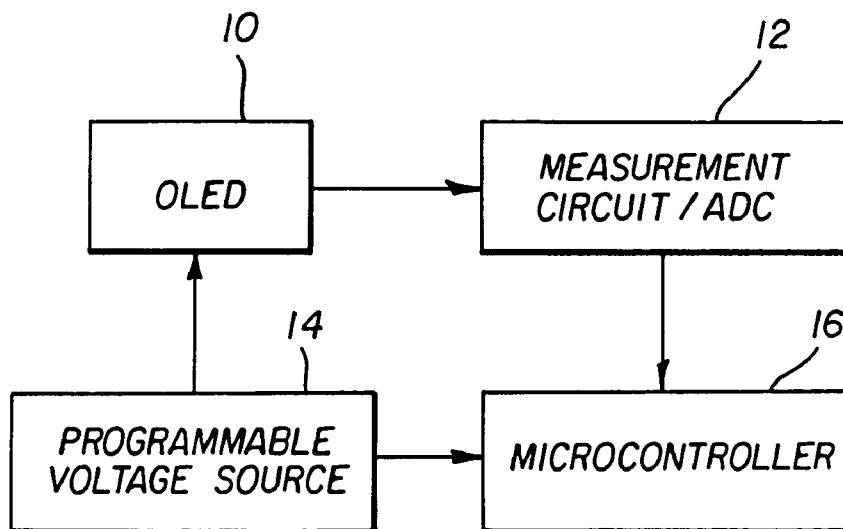 10
12
OLED
MEASUREMENT
CIRCUIT / ADC
14
16
PROGRAMMABLE
VOLTAGE SOURCE
MICROCONTROLLER